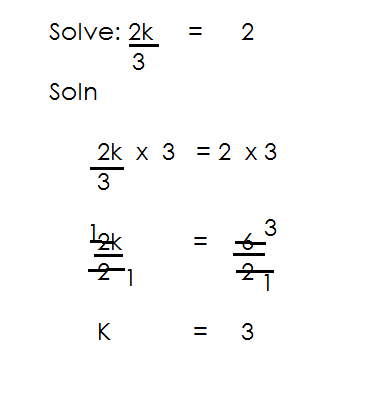 Solve: 2k = 2
3
Soln
2k x 3 = 2 x 3
3
1 3
2k = 6
2 1 2 1
K = 3